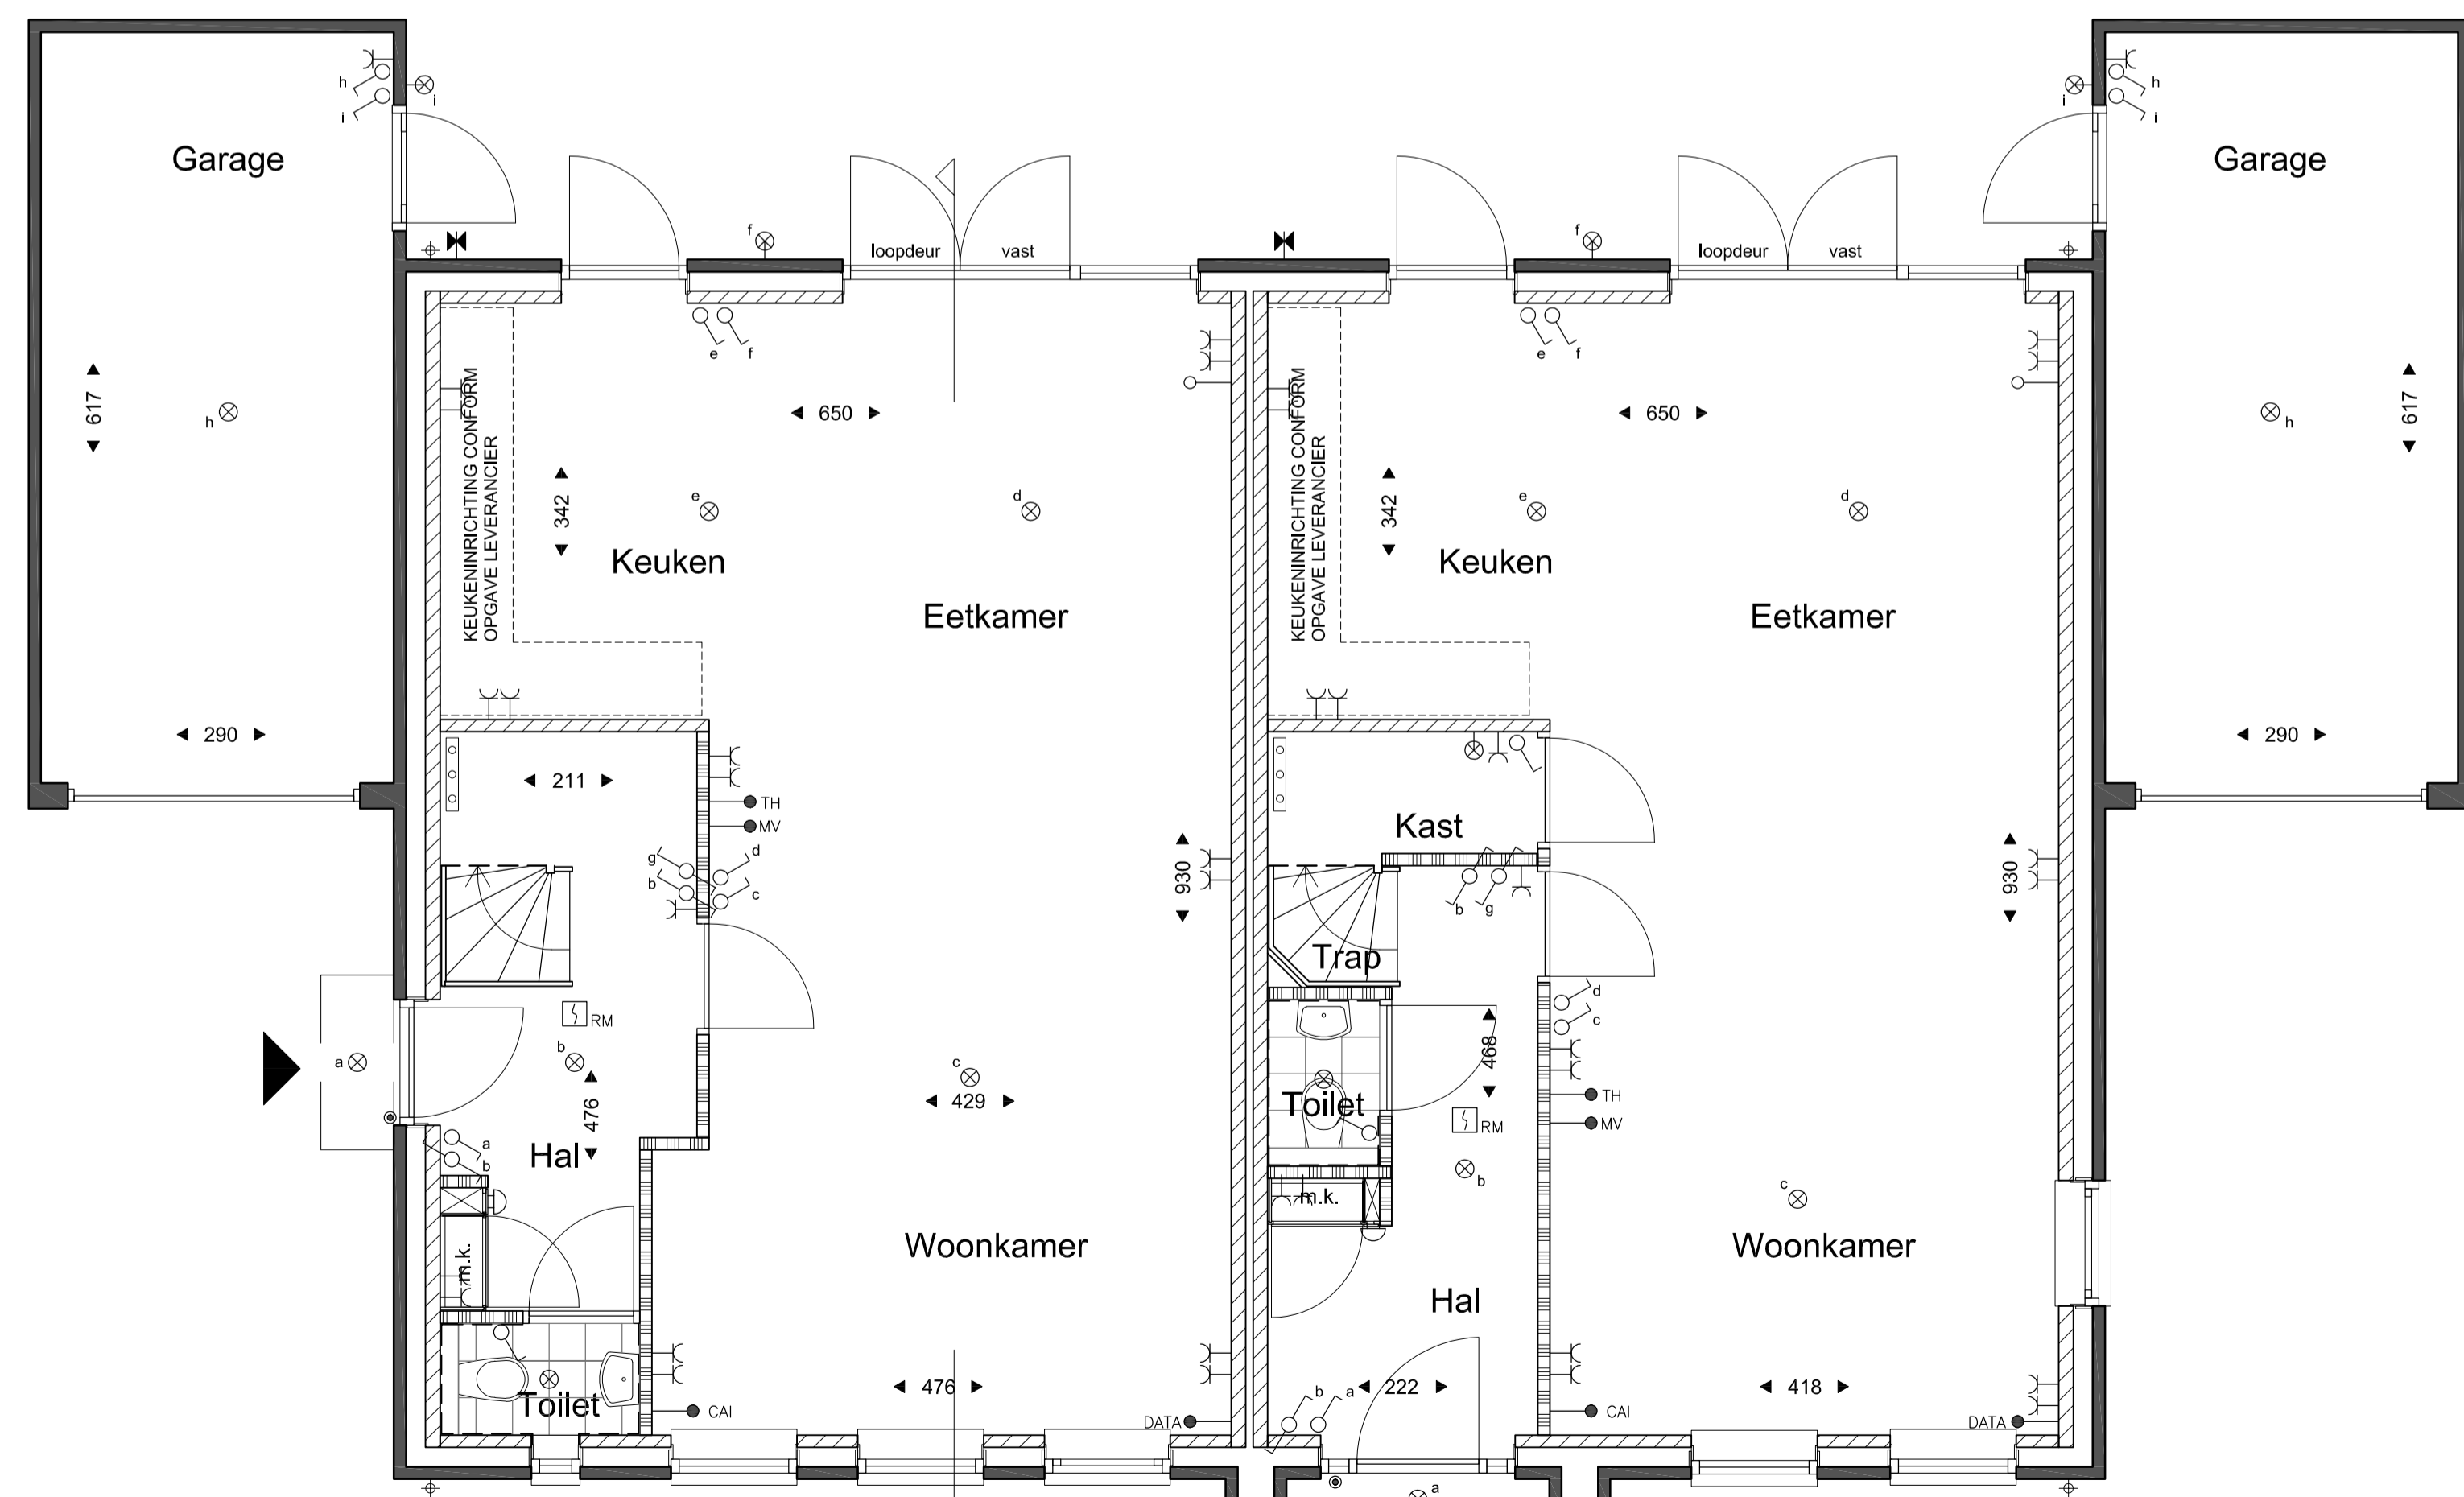 h
i
i
i
h
i
Garage
Garage
f
f
loopdeur
vast
loopdeur
vast
e
f
e
f
617
h
KEUKENINRICHTING CONFORM
OPGAVE LEVERANCIER
650
KEUKENINRICHTING CONFORM
OPGAVE LEVERANCIER
650
h
617
342
e
d
342
e
d
Keuken
Keuken
Eetkamer
Eetkamer
290
290
211
TH
MV
Kast
g
b
d
c
930
930
b
g
Trap
d
c
RM
a
b
c
429
476
468
Toilet
TH
RM
MV
Hal
a
b
b
m.k.
c
m.k.
Woonkamer
Woonkamer
Hal
Toilet
476
222
418
b
a
CAI
DATA
CAI
DATA
a